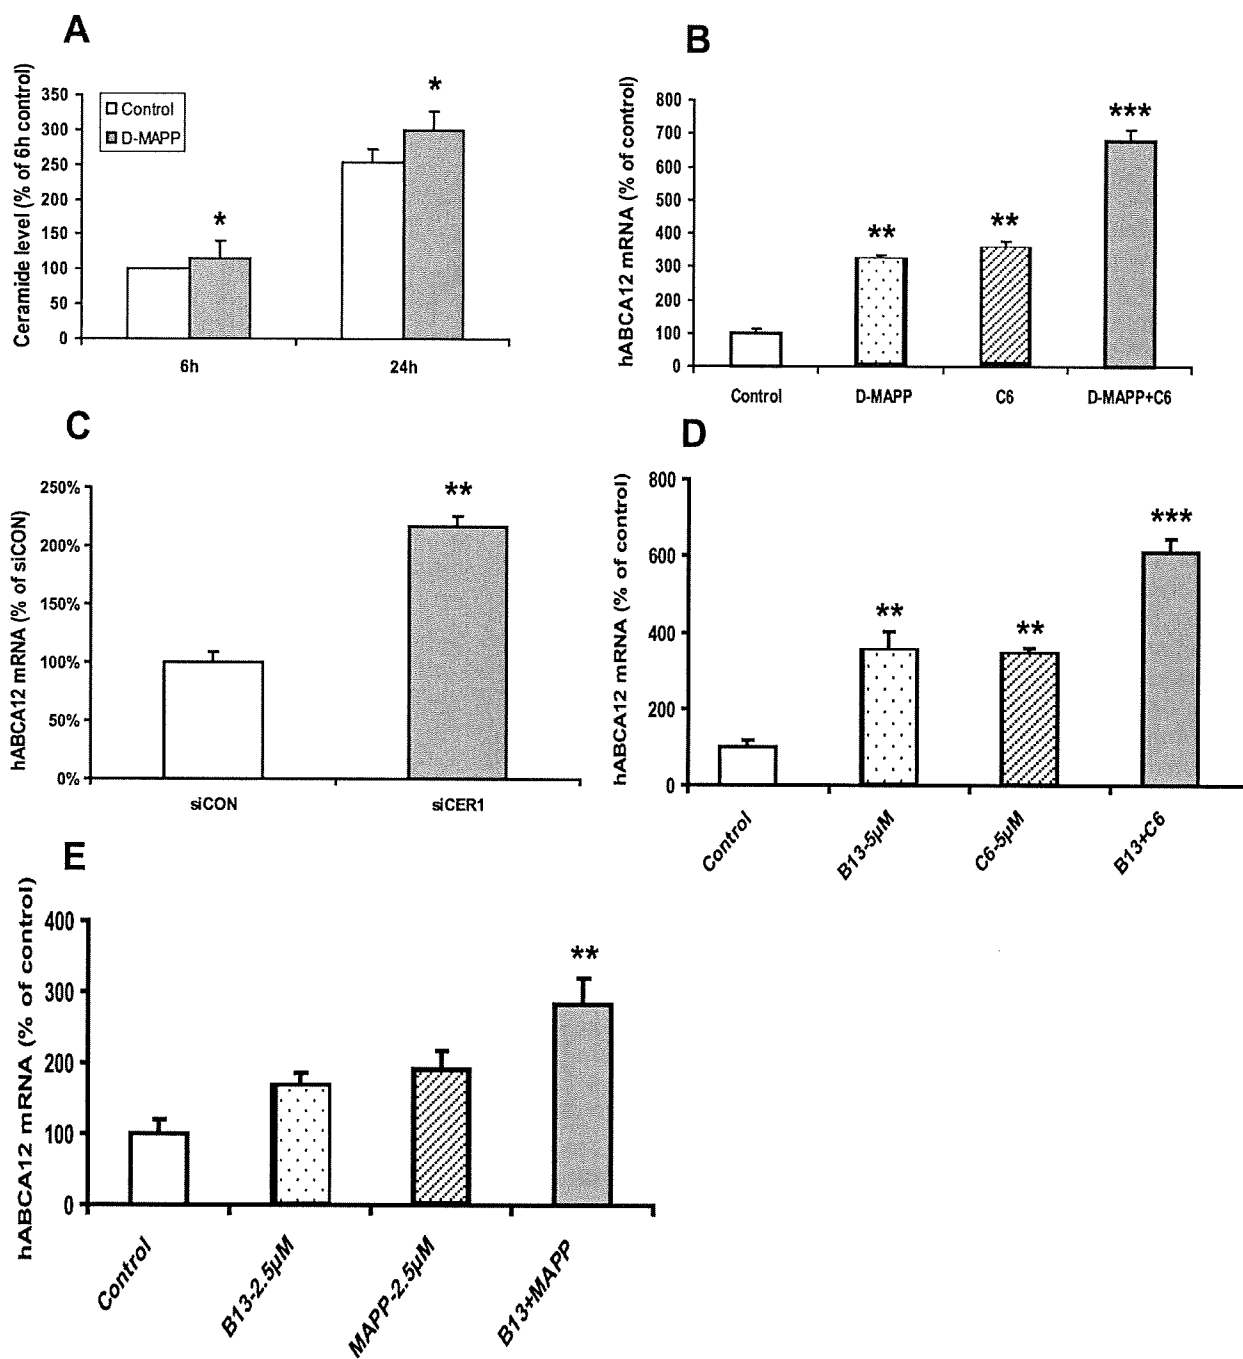 A
Ceramide level (% of 6h control)
350
300
250
200
150
100
50
0
Control
D-MAPP
*
*
6h
24h
B
hABCA12 mRNA (% of control)
800
700
600
500
400
300
200
100
0
**
**
***
Control
D-MAPP
C6
D-MAPP+C6
C
hABCA12 mRNA (% of siCON)
250%
200%
150%
100%
50%
0%
**
siCON
siCER1
D
hABCA12 mRNA (% of control)
800
600
400
200
0
**
**
***
Control
B13-5µM
C6-5µM
B13+C6
E
hABCA12 mRNA (% of control)
400
300
200
100
0
**
Control
B13-2.5µM
MAPP-2.5µM
B13+MAPP